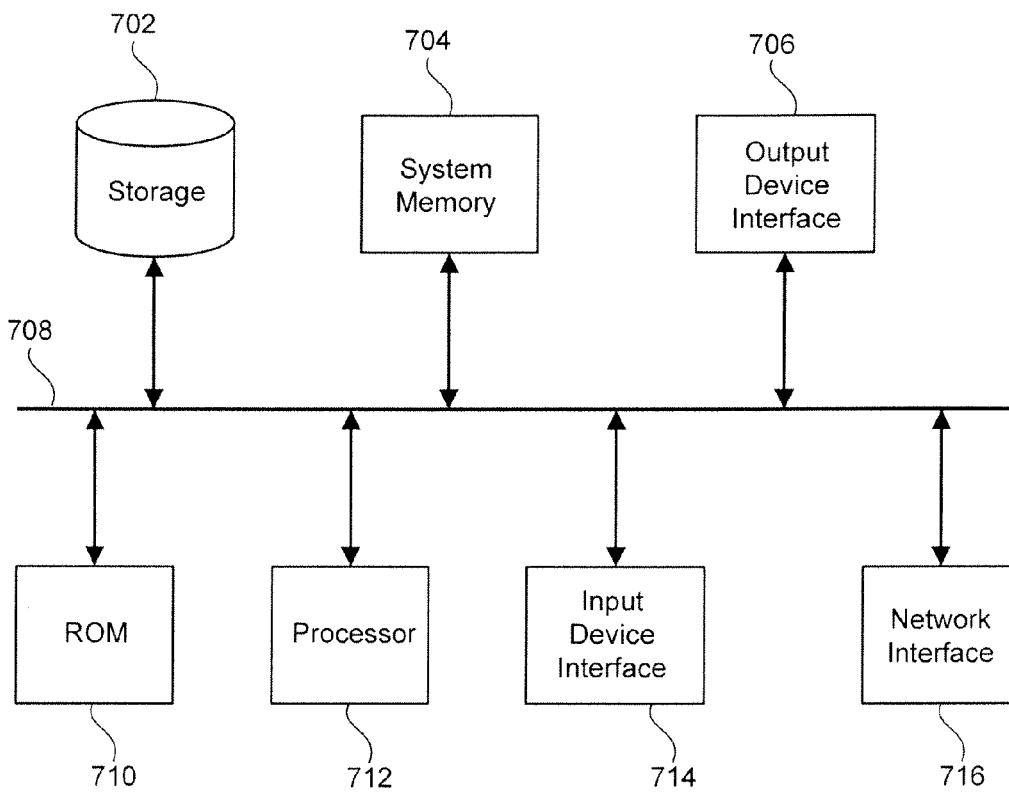 702
704
706
Storage
System
Memory
Output
Device
Interface
708
ROM
Processor
Input
Device
Interface
Network
Interface
710
712
714
716